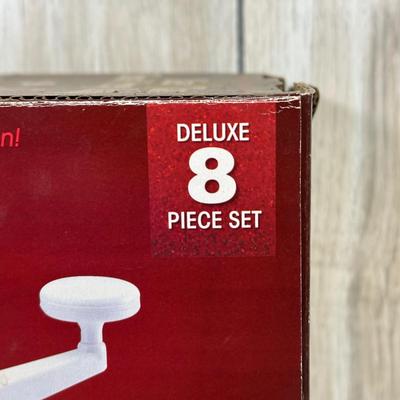 n!
DELUXE
8
PIECE SET